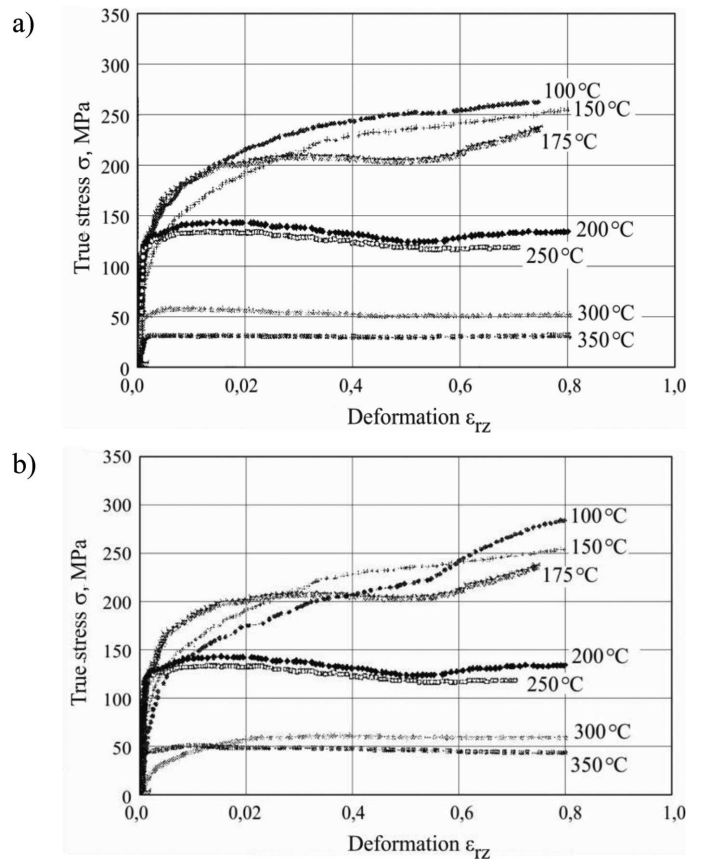 a)
350
300
250
200
150
100
50
0
True stress σ, MPa
100°C
150°C
175°C
200°C
250°C
300°C
350°C
0,0 0,02 0,4 0,6 0,8 1,0
Deformation εrz
b)
350
300
250
200
150
100
50
0
True stress σ, MPa
100°C
150°C
175°C
200°C
250°C
300°C
350°C
0,0 0,02 0,4 0,6 0,8 1,0
Deformation εrz